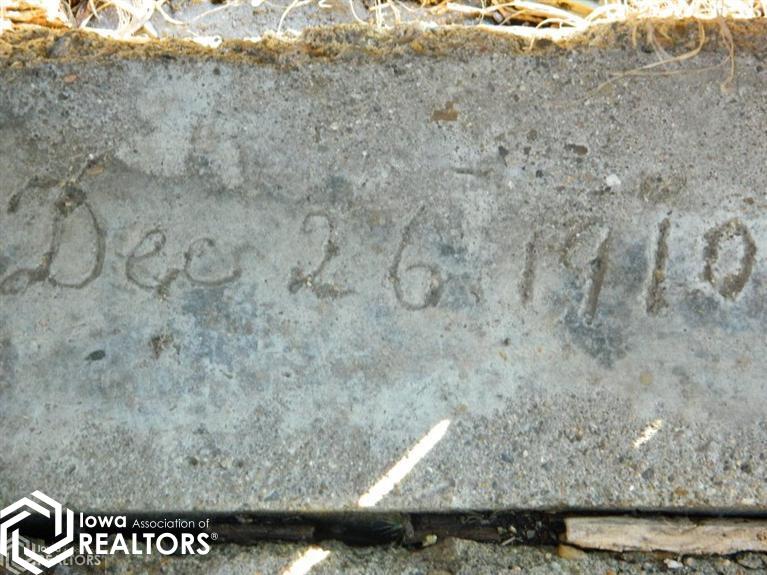 Dec 26 1910
Iowa Association of
REALTORS®